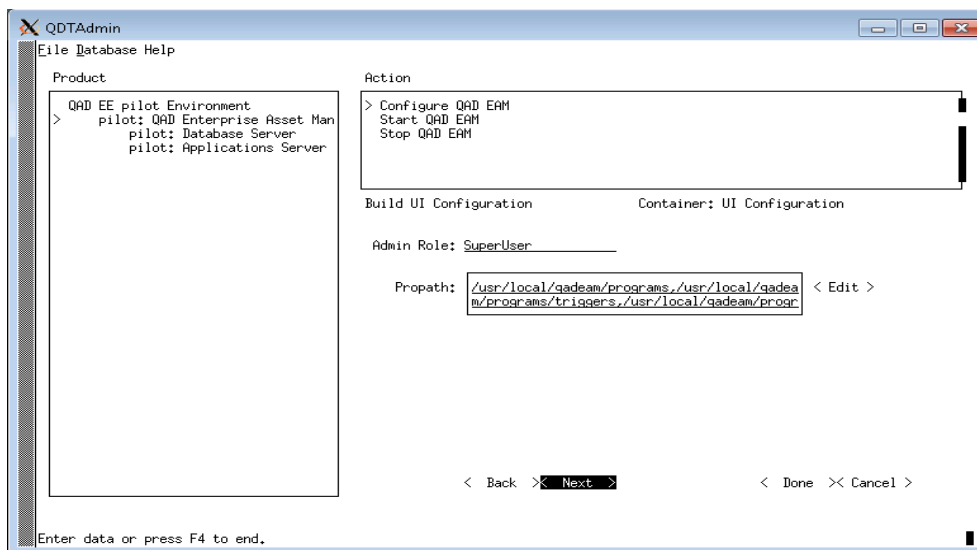 QDTAdmin
File Database Help
Product
QAD EE pilot Environment
> pilot: QAD Enterprise Asset Man
pilot: Database Server
pilot: Applications Server
Action
> Configure QAD EAM
Start QAD EAM
Stop QAD EAM
Build UI Configuration Container: UI Configuration
Admin Role: SuperUser
Propath: /usr/local/qadeam/programs,/usr/local/qadea < Edit >
m/programs/triggers,/usr/local/qadeam/progr
< Back >< Next > < Done >< Cancel >
Enter data or press F4 to end.